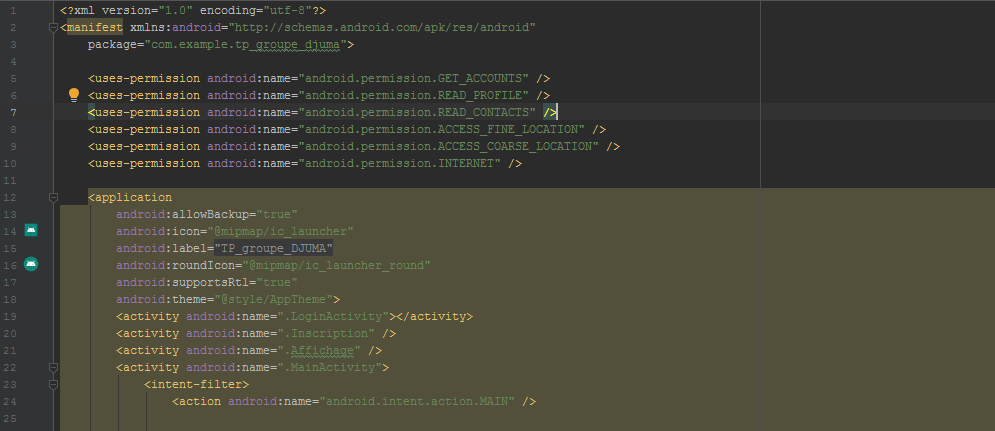 1 <?xml version="1.0" encoding="utf-8"?>
2 <manifest xmlns:android="http://schemas.android.com/apk/res/android"
3 package="com.example.tp_groupe_djuma">
4
5 <uses-permission android:name="android.permission.GET_ACCOUNTS" />
6 <uses-permission android:name="android.permission.READ_PROFILE" />
7 <uses-permission android:name="android.permission.READ_CONTACTS" />
8 <uses-permission android:name="android.permission.ACCESS_FINE_LOCATION" />
9 <uses-permission android:name="android.permission.ACCESS_COARSE_LOCATION" />
10 <uses-permission android:name="android.permission.INTERNET" />
11
12 <application
13 android:allowBackup="true"
14 android:icon="@mipmap/ic_launcher"
15 android:label="TP_groupe_DJUMA"
16 android:roundIcon="@mipmap/ic_launcher_round"
17 android:supportsRtl="true"
18 android:theme="@style/AppTheme">
19 <activity android:name=".LoginActivity"></activity>
20 <activity android:name=".Inscription" />
21 <activity android:name=".Affichage" />
22 <activity android:name=".MainActivity">
23 <intent-filter>
24 <action android:name="android.intent.action.MAIN" />
25